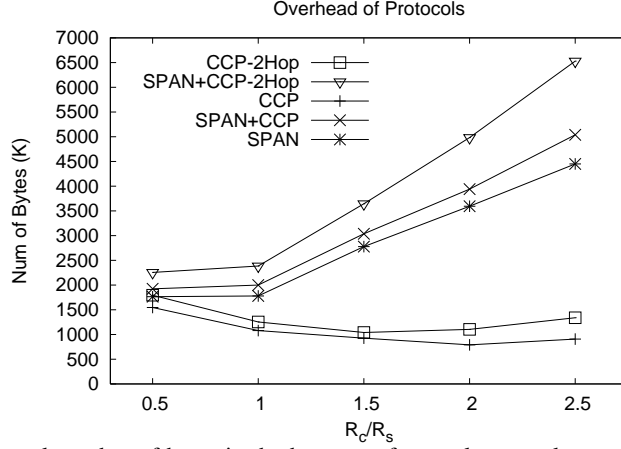 Overhead of Protocols
7000
6500
6000
5500
5000
4500
4000
3500
3000
2500
2000
1500
1000
500
0
Num of Bytes (K)
CCP-2Hop
SPAN+CCP-2Hop
CCP
SPAN+CCP
SPAN
0.5 1 1.5 2 2.5
Rc/Rs